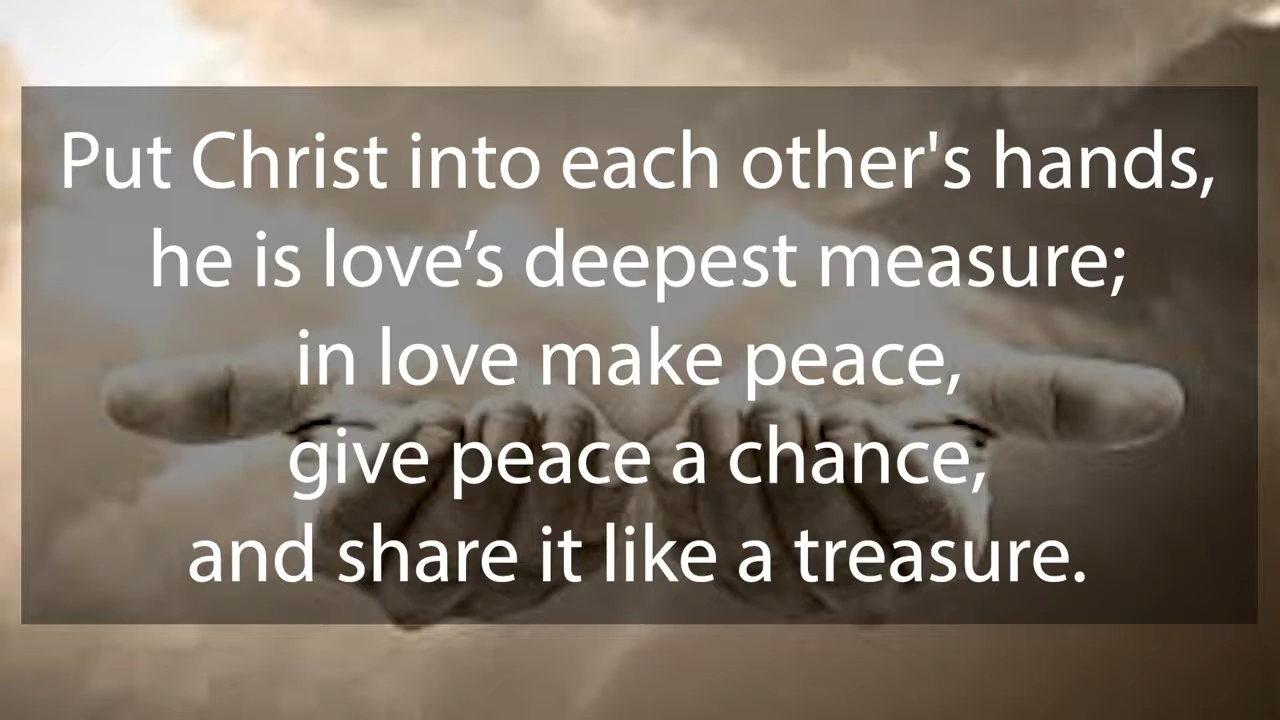 Put Christ into each other's hands,
he is love’s deepest measure;
in love make peace,
give peace a chance,
and share it like a treasure.